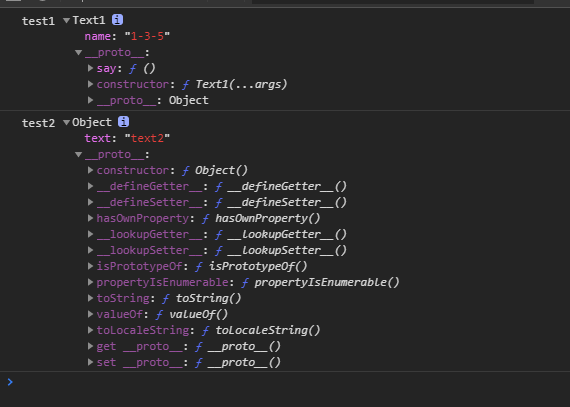 test1 ▼Text1 i
name: "1-3-5"
▼__proto__:
▶say: ƒ ()
▶constructor: ƒ Text1(...args)
▶__proto__: Object
test2 ▼Object i
text: "text2"
▼__proto__:
▶constructor: ƒ Object()
▶__defineGetter__: ƒ __defineGetter__()
▶__defineSetter__: ƒ __defineSetter__()
▶hasOwnProperty: ƒ hasOwnProperty()
▶__lookupGetter__: ƒ __lookupGetter__()
▶__lookupSetter__: ƒ __lookupSetter__()
▶isPrototypeOf: ƒ isPrototypeOf()
▶propertyIsEnumerable: ƒ propertyIsEnumerable()
▶toString: ƒ toString()
▶valueOf: ƒ valueOf()
▶toLocaleString: ƒ toLocaleString()
▶get __proto__: ƒ __proto__()
▶set __proto__: ƒ __proto__()
>